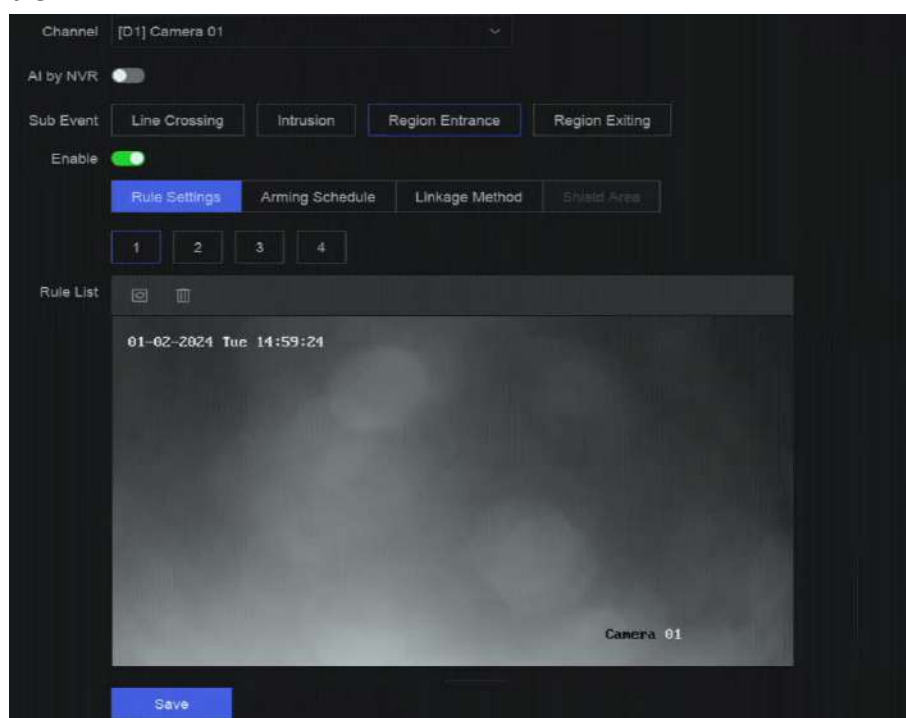 Channel [D1] Camera 01
AI by NVR
Sub Event Line Crossing Intrusion Region Entrance Region Exiting
Enable
Rule Settings Arming Schedule Linkage Method Shield Area
1 2 3 4
Rule List
01-02-2024 Tue 14:59:24
Camera 01
Save